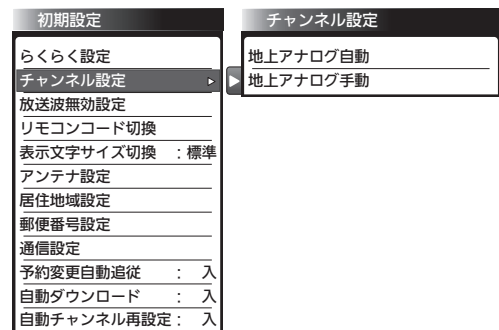 初期設定
らくらく設定
チャンネル設定
放送波無効設定
リモコンコード切換
表示文字サイズ切換 : 標準
アンテナ設定
居住地域設定
郵便番号設定
通信設定
予約変更自動追従 : 入
自動ダウンロード : 入
自動チャンネル再設定 : 入
チャンネル設定
地上アナログ自動
地上アナログ手動